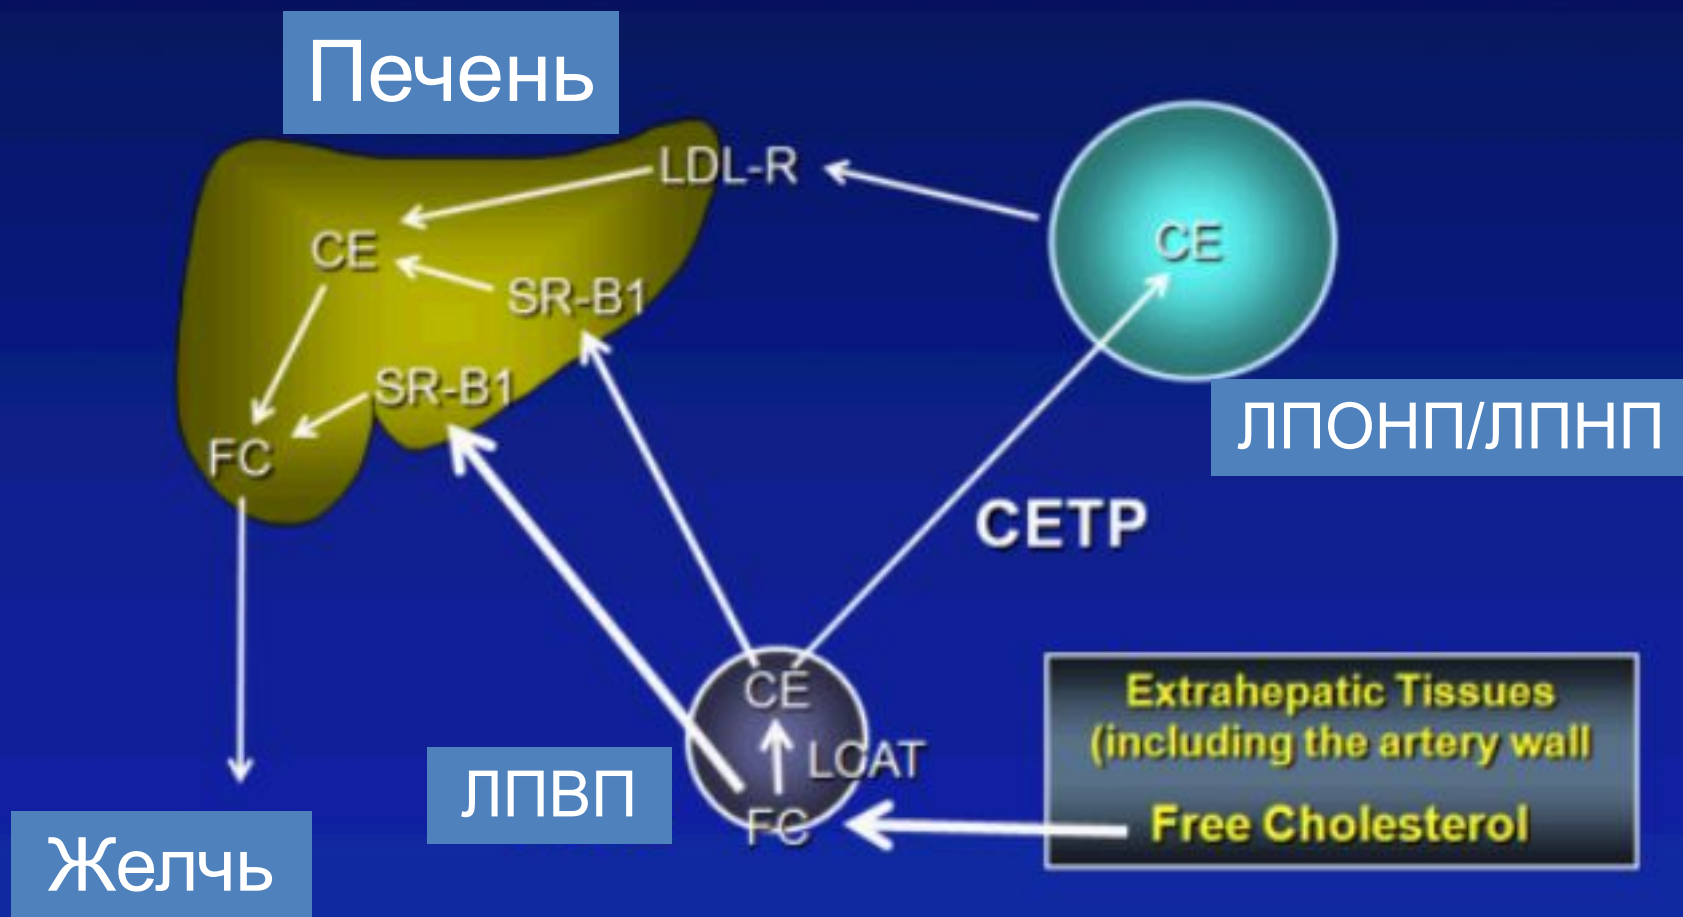 Печень
LDL-R
CE
CE
SR-B1
SR-B1
FC
ЛПОНП/ЛПНП
CETP
CE
LCAT
FC
ЛПВП
Extrahepatic Tissues
(including the artery wall
Free Cholesterol
Желчь